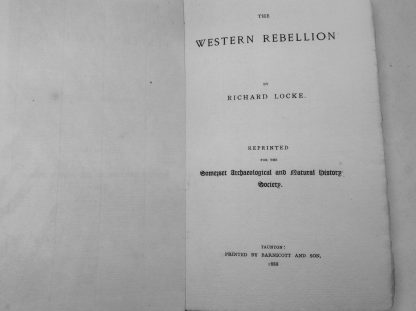 THE
WESTERN REBELLION
BY
RICHARD LOCKE.
REPRINTED
FOR THE
Somerset Archaeological and Natural History
Society.
TAUNTON:
PRINTED BY BARNICOTT AND SON,
1888